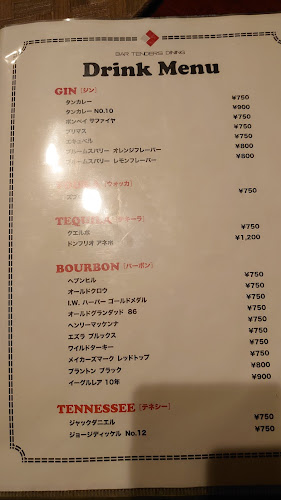 BAR TENDERS DINING
Drink Menu
GIN [ジン]
タンカレー ¥750
タンカレー NO.10 ¥900
ボンベイ サファイヤ ¥750
プリマス ¥750
¥750
ブルームスバリー オレンジフレーバー ¥800
ブルームスバリー レモンフレーバー ¥800
[ウォッカ]
¥750
TEQUILA [テキーラ]
クエルボ ¥750
ドンフリオ アネホ ¥1,200
BOURBON [バーボン]
ヘブンヒル ¥750
オールドクロウ ¥750
I.W. ハーパー ゴールドメダル ¥750
オールドグランダッド 86 ¥750
ヘンリーマッケンナ ¥750
エズラ ブルックス ¥750
ワイルドターキー ¥750
メイカーズマーク レッドトップ ¥750
ブラントン ブラック ¥800
イーグルレア 10年 ¥900
TENNESSEE [テネシー]
ジャックダニエル ¥750
ジョージディッケル No.12 ¥750